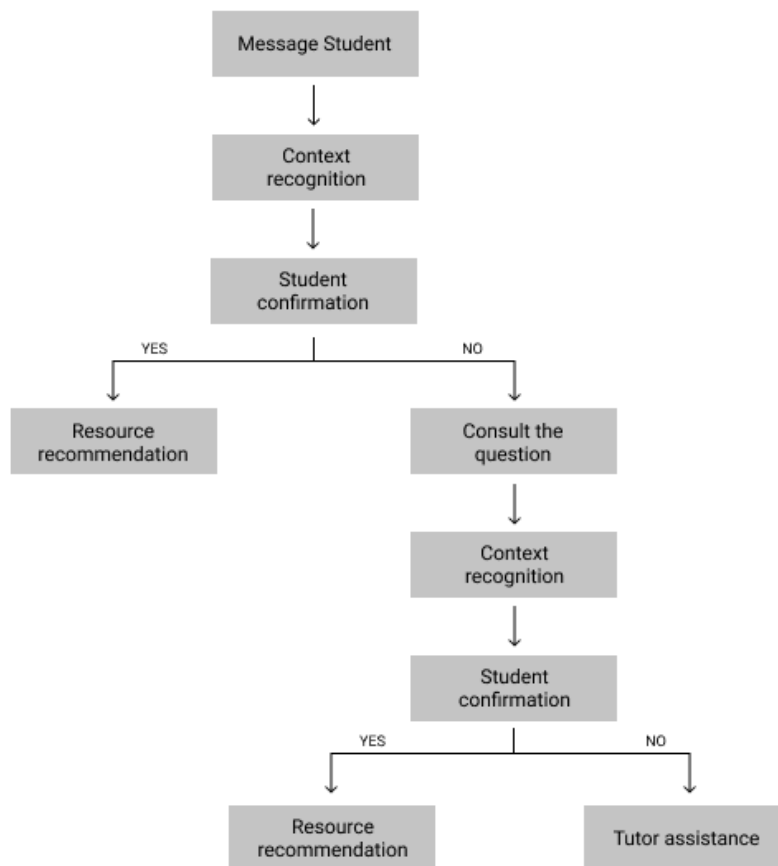 Message Student
Context
recognition
Student
confirmation
YES
NO
Resource
recommendation
Consult the
question
Context
recognition
Student
confirmation
YES
NO
Resource
recommendation
Tutor assistance